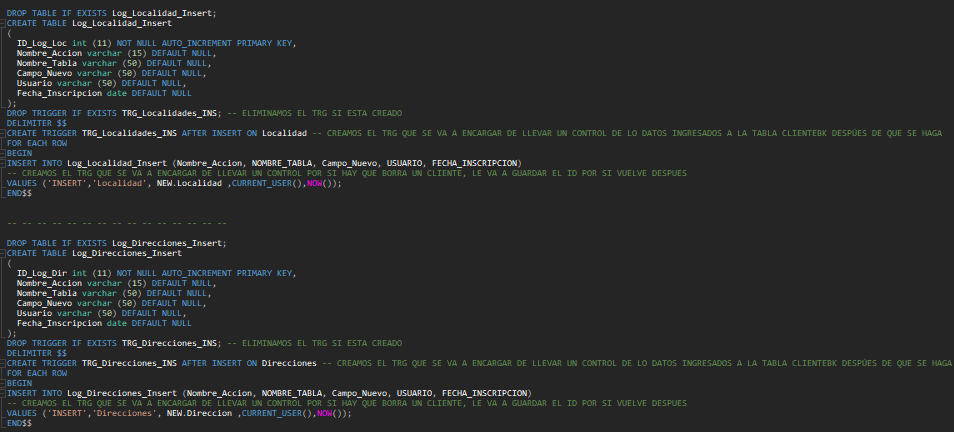 DROP TABLE IF EXISTS Log_Localidad_Insert;
CREATE TABLE Log_Localidad_Insert
(
ID_Log_Loc int (11) NOT NULL AUTO_INCREMENT PRIMARY KEY,
Nombre_Accion varchar (15) DEFAULT NULL,
Nombre_Tabla varchar (50) DEFAULT NULL,
Campo_Nuevo varchar (50) DEFAULT NULL,
Usuario varchar (50) DEFAULT NULL,
Fecha_Inscripcion date DEFAULT NULL
);
DROP TRIGGER IF EXISTS TRG_Localidades_INS; -- ELIMINAMOS EL TRG SI ESTA CREADO
DELIMITER $$
CREATE TRIGGER TRG_Localidades_INS AFTER INSERT ON Localidad -- CREAMOS EL TRG QUE SE VA A ENCARGAR DE LLEVAR UN CONTROL DE LO DATOS INGRESADOS A LA TABLA CLIENTEBK DESPÚES DE QUE SE HAGA
FOR EACH ROW
BEGIN
INSERT INTO Log_Localidad_Insert (Nombre_Accion, NOMBRE_TABLA, Campo_Nuevo, USUARIO, FECHA_INSCRIPCION)
-- CREAMOS EL TRG QUE SE VA A ENCARGAR DE LLEVAR UN CONTROL POR SI HAY QUE BORRA UN CLIENTE, LE VA A GUARDAR EL ID POR SI VUELVE DESPUES
VALUES ('INSERT','Localidad', NEW.Localidad ,CURRENT_USER(),NOW());
END$$
-- -- -- -- -- -- -- -- -- -- -- -- -- -- --
DROP TABLE IF EXISTS Log_Direcciones_Insert;
CREATE TABLE Log_Direcciones_Insert
(
ID_Log_Dir int (11) NOT NULL AUTO_INCREMENT PRIMARY KEY,
Nombre_Accion varchar (15) DEFAULT NULL,
Nombre_Tabla varchar (50) DEFAULT NULL,
Campo_Nuevo varchar (50) DEFAULT NULL,
Usuario varchar (50) DEFAULT NULL,
Fecha_Inscripcion date DEFAULT NULL
);
DROP TRIGGER IF EXISTS TRG_Direcciones_INS; -- ELIMINAMOS EL TRG SI ESTA CREADO
DELIMITER $$
CREATE TRIGGER TRG_Direcciones_INS AFTER INSERT ON Direcciones -- CREAMOS EL TRG QUE SE VA A ENCARGAR DE LLEVAR UN CONTROL DE LO DATOS INGRESADOS A LA TABLA CLIENTEBK DESPÚES DE QUE SE HAGA
FOR EACH ROW
BEGIN
INSERT INTO Log_Direcciones_Insert (Nombre_Accion, NOMBRE_TABLA, Campo_Nuevo, USUARIO, FECHA_INSCRIPCION)
-- CREAMOS EL TRG QUE SE VA A ENCARGAR DE LLEVAR UN CONTROL POR SI HAY QUE BORRA UN CLIENTE, LE VA A GUARDAR EL ID POR SI VUELVE DESPUES
VALUES ('INSERT','Direcciones', NEW.Direccion ,CURRENT_USER(),NOW());
END$$